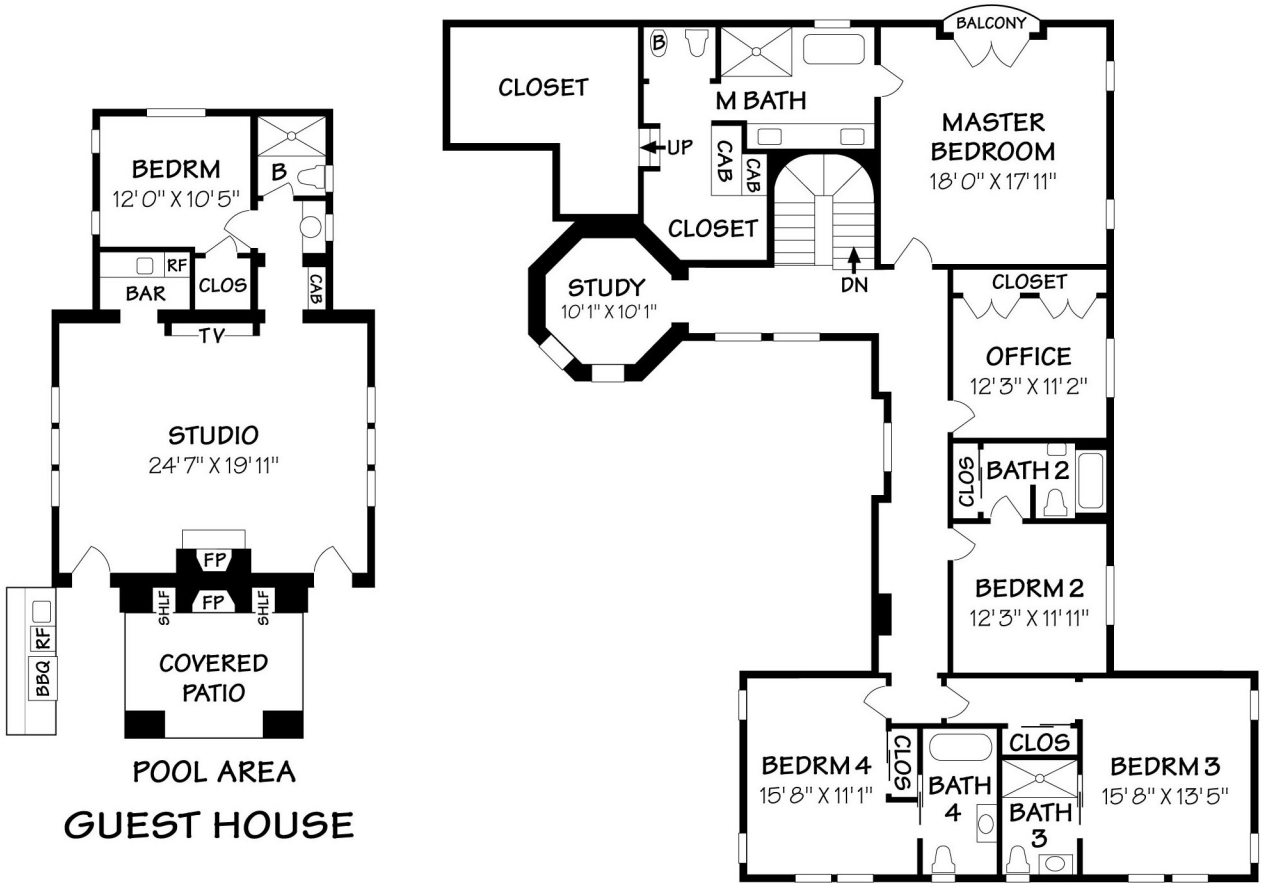 BEDRM
12'0" X 10'5"
B
RF
BAR
CLOS
CAB
TV
STUDIO
24'7" X 19'11"
FP
SHLF
FP
SHLF
RF
BBQ
COVERED
PATIO
POOL AREA
GUEST HOUSE
BALCONY
CLOSET
B
M BATH
UP
CAB
CAB
CLOSET
MASTER
BEDROOM
18'0" X 17'11"
STUDY
10'1" X 10'1"
DN
CLOSET
OFFICE
12'3" X 11'2"
CLOS
BATH 2
BEDRM 2
12'3" X 11'11"
BEDRM 4
15'8" X 11'1"
CLOS
BATH
4
CLOS
BATH
3
BEDRM 3
15'8" X 13'5"